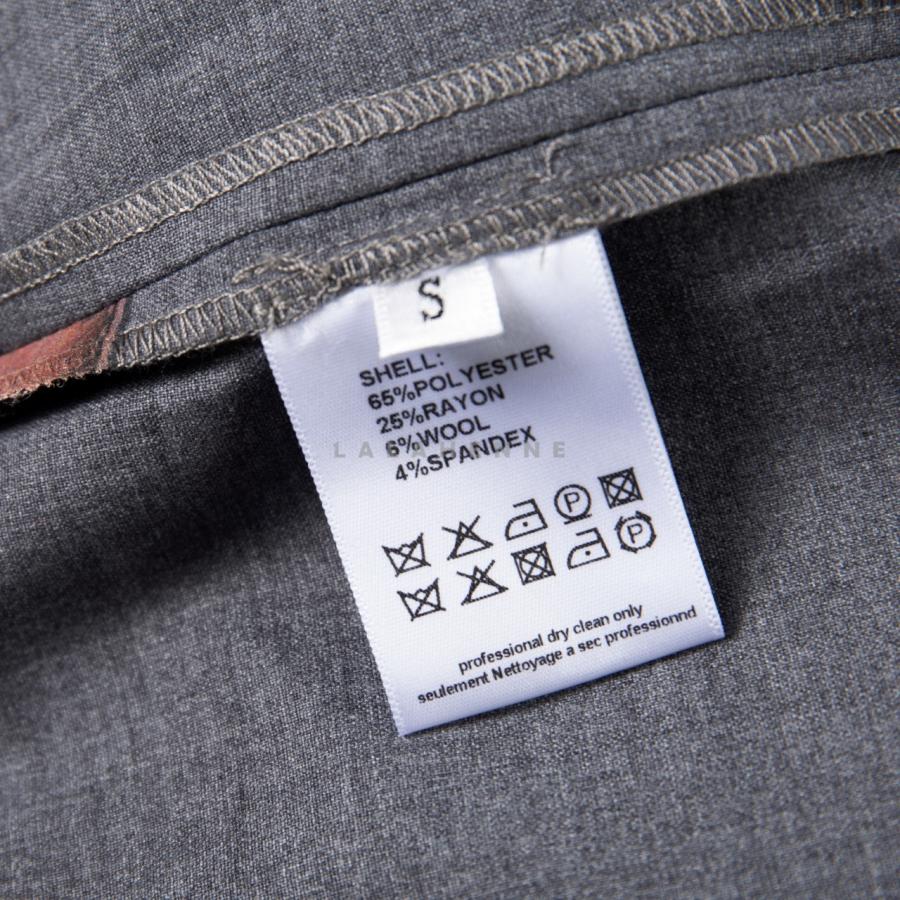 S
SHELL:
65%POLYESTER
25%RAYON
6%WOOL
4%SPANDEX
P
P
professional dry clean only
seulement Nettoyage a sec professionnd